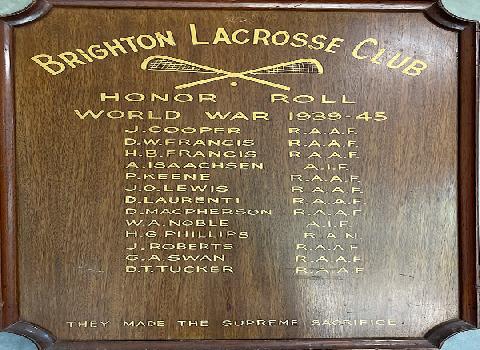 BRIGHTON LACROSSE CLUB
HONOR ROLL
WORLD WAR 1939-45
J. COOPER R.A.A.F.
D.W. FRANCIS R.A.A.F.
H.B. FRANCIS R.A.A.F.
A. ISAACHSEN A.I.F.
P. KEENE R.A.A.F.
J.O. LEWIS R.A.A.F.
D. LAURENTI R.A.A.F.
D. MACPHERSON R.A.A.F.
W.A. NOBLE A.I.F.
H.G. PHILLIPS R.A.N.
J. ROBERTS R.A.A.F.
G.A. SWAN R.A.A.F.
D.T. TUCKER R.A.A.F.
THEY MADE THE SUPREME SACRIFICE